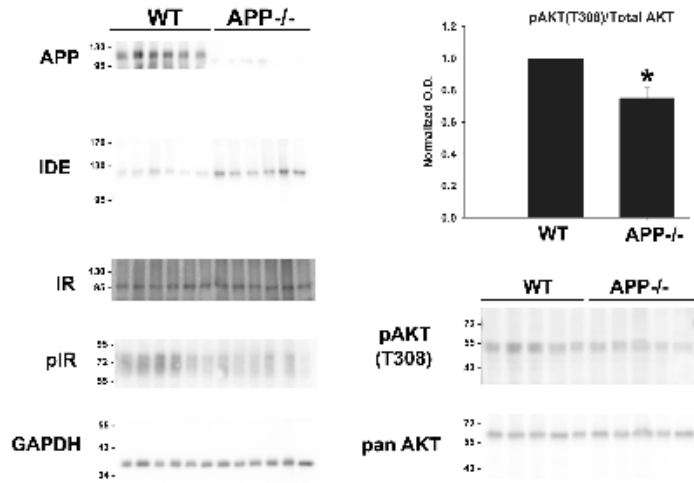 WT APP-/-
APP
130 -
95 -
IDE
170 -
130 -
95 -
IR
130 -
95 -
pIR
95 -
72 -
55 -
GAPDH
55 -
43 -
34 -
pAKT(T308)/Total AKT
Normalized O.D.
1.0
0.8
0.6
0.4
0.2
0.0
*
WT APP-/-
WT APP-/-
pAKT
(T308)
72 -
55 -
43 -
pan AKT
72 -
55 -
43 -